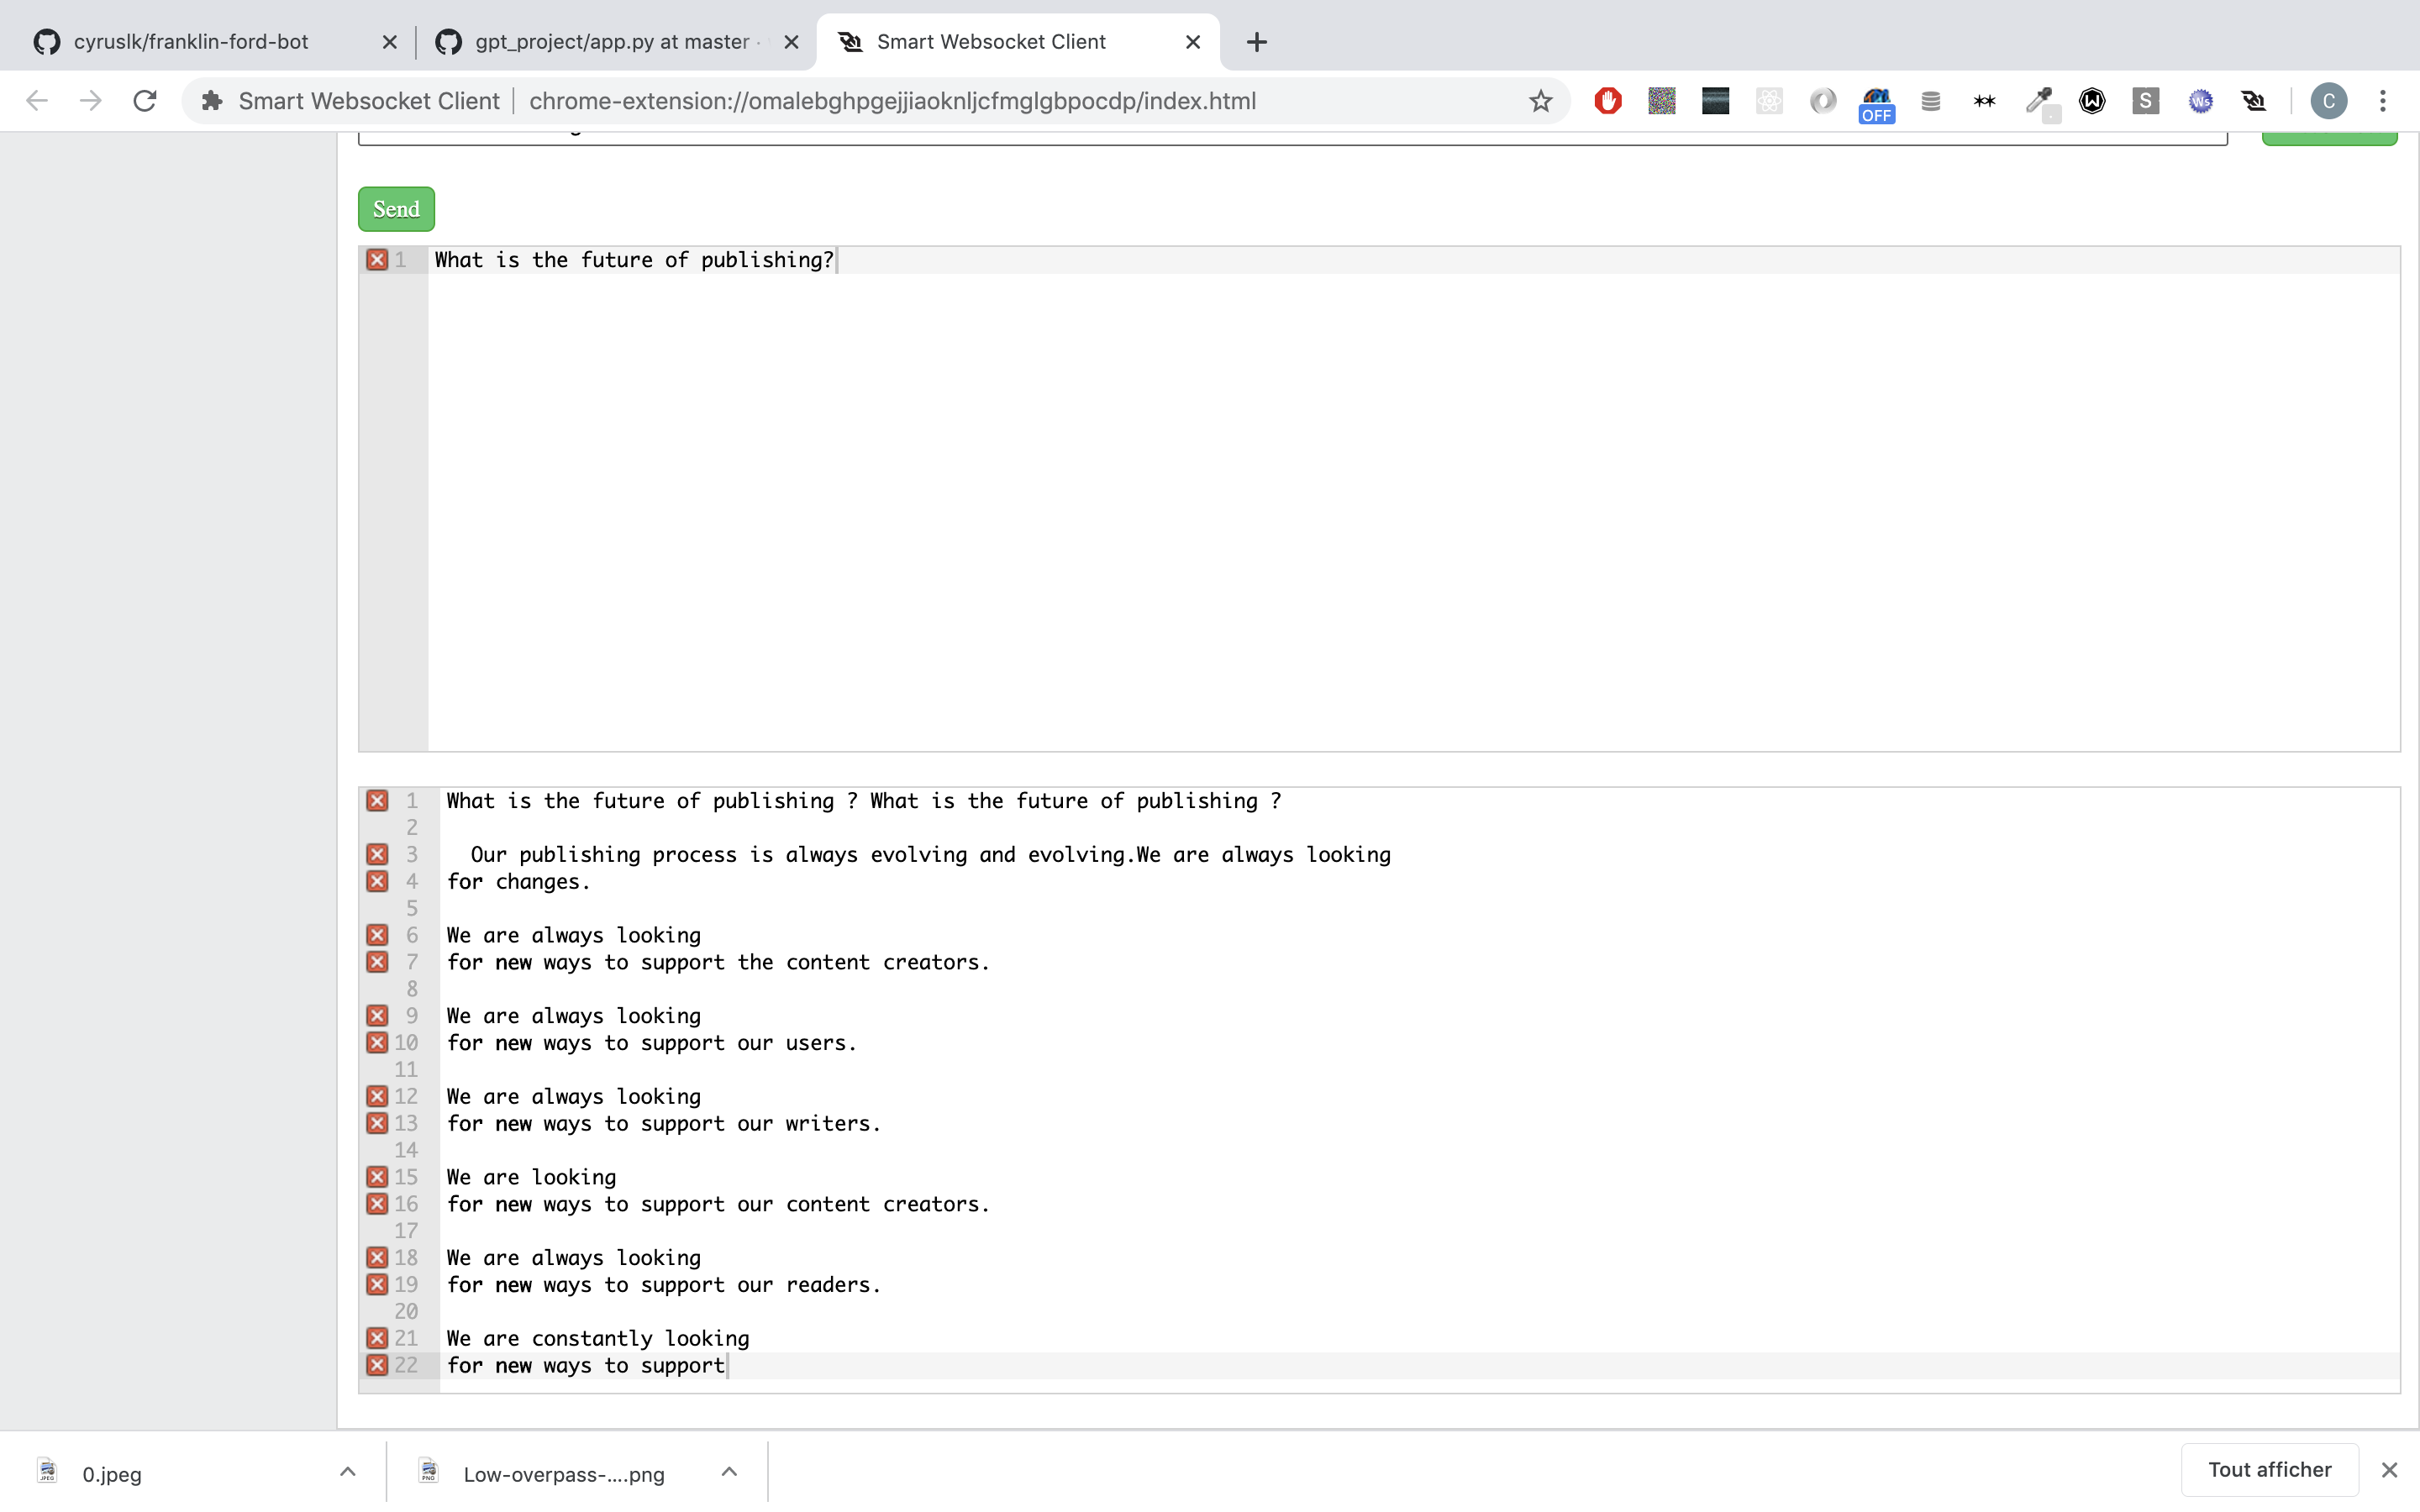 cyruslk/franklin-ford-bot
gpt_project/app.py at master ·
Smart Websocket Client
Smart Websocket Client
chrome-extension://omalebghpgejjiaoknljcfmglgbpocdp/index.html
OFF
S
Ws
C
Send
1 What is the future of publishing?
1 What is the future of publishing ? What is the future of publishing ?
2
3 Our publishing process is always evolving and evolving.We are always looking
4 for changes.
5
6 We are always looking
7 for new ways to support the content creators.
8
9 We are always looking
10 for new ways to support our users.
11
12 We are always looking
13 for new ways to support our writers.
14
15 We are looking
16 for new ways to support our content creators.
17
18 We are always looking
19 for new ways to support our readers.
20
21 We are constantly looking
22 for new ways to support
JPEG
0.jpeg
PNG
Low-overpass-....png
Tout afficher